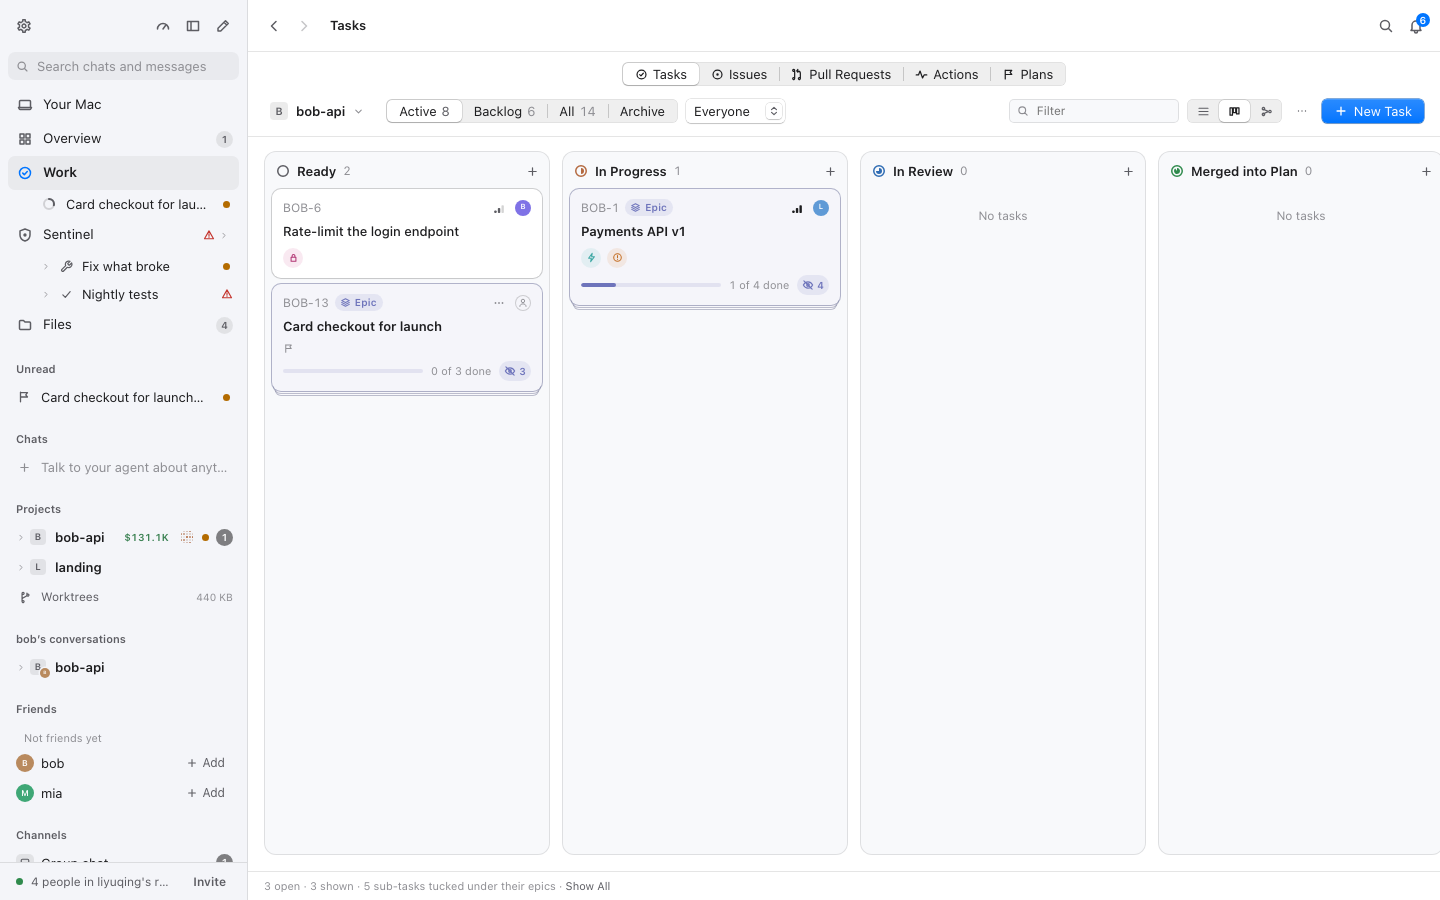 Tasks
6
Search chats and messages
Your Mac
Overview 1
Work
Card checkout for lau...
Sentinel
Fix what broke
Nightly tests
Files 4
Unread
Card checkout for launch...
Chats
Talk to your agent about anyt...
Projects
B bob-api $131.1K 1
L landing
Worktrees 440 KB
bob's conversations
B bob-api
Friends
Not friends yet
B bob + Add
M mia + Add
Channels
4 people in liyuqing's r... Invite
Tasks Issues Pull Requests Actions Plans
B bob-api Active 8 Backlog 6 All 14 Archive Everyone Filter ... + New Task
Ready 2 +
BOB-6 B
Rate-limit the login endpoint
BOB-13 Epic ...
Card checkout for launch
0 of 3 done 3
In Progress 1 +
BOB-1 Epic L
Payments API v1
1 of 4 done 4
In Review 0 +
No tasks
Merged into Plan 0 +
No tasks
3 open · 3 shown · 5 sub-tasks tucked under their epics · Show All